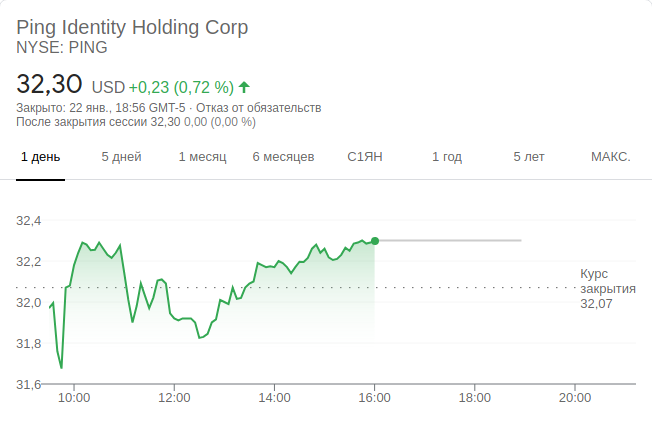 Ping Identity Holding Corp
NYSE: PING
32,30 USD +0,23 (0,72 %)
Закрыто: 22 янв., 18:56 GMT-5 · Отказ от обязательств
После закрытия сессии 32,30 0,00 (0,00 %)
1 день 5 дней 1 месяц 6 месяцев С1ЯН 1 год 5 лет МАКС.
32,4
32,2
Курс
закрытия
32,07
32,0
31,8
31,6
10:00 12:00 14:00 16:00 18:00 20:00